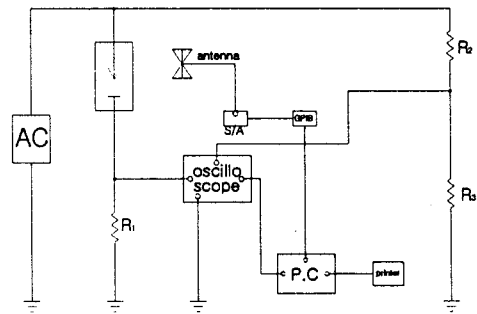 AC
antenna
S/A
GPIB
R2
R3
oscillo
scope
R1
P.C
printer